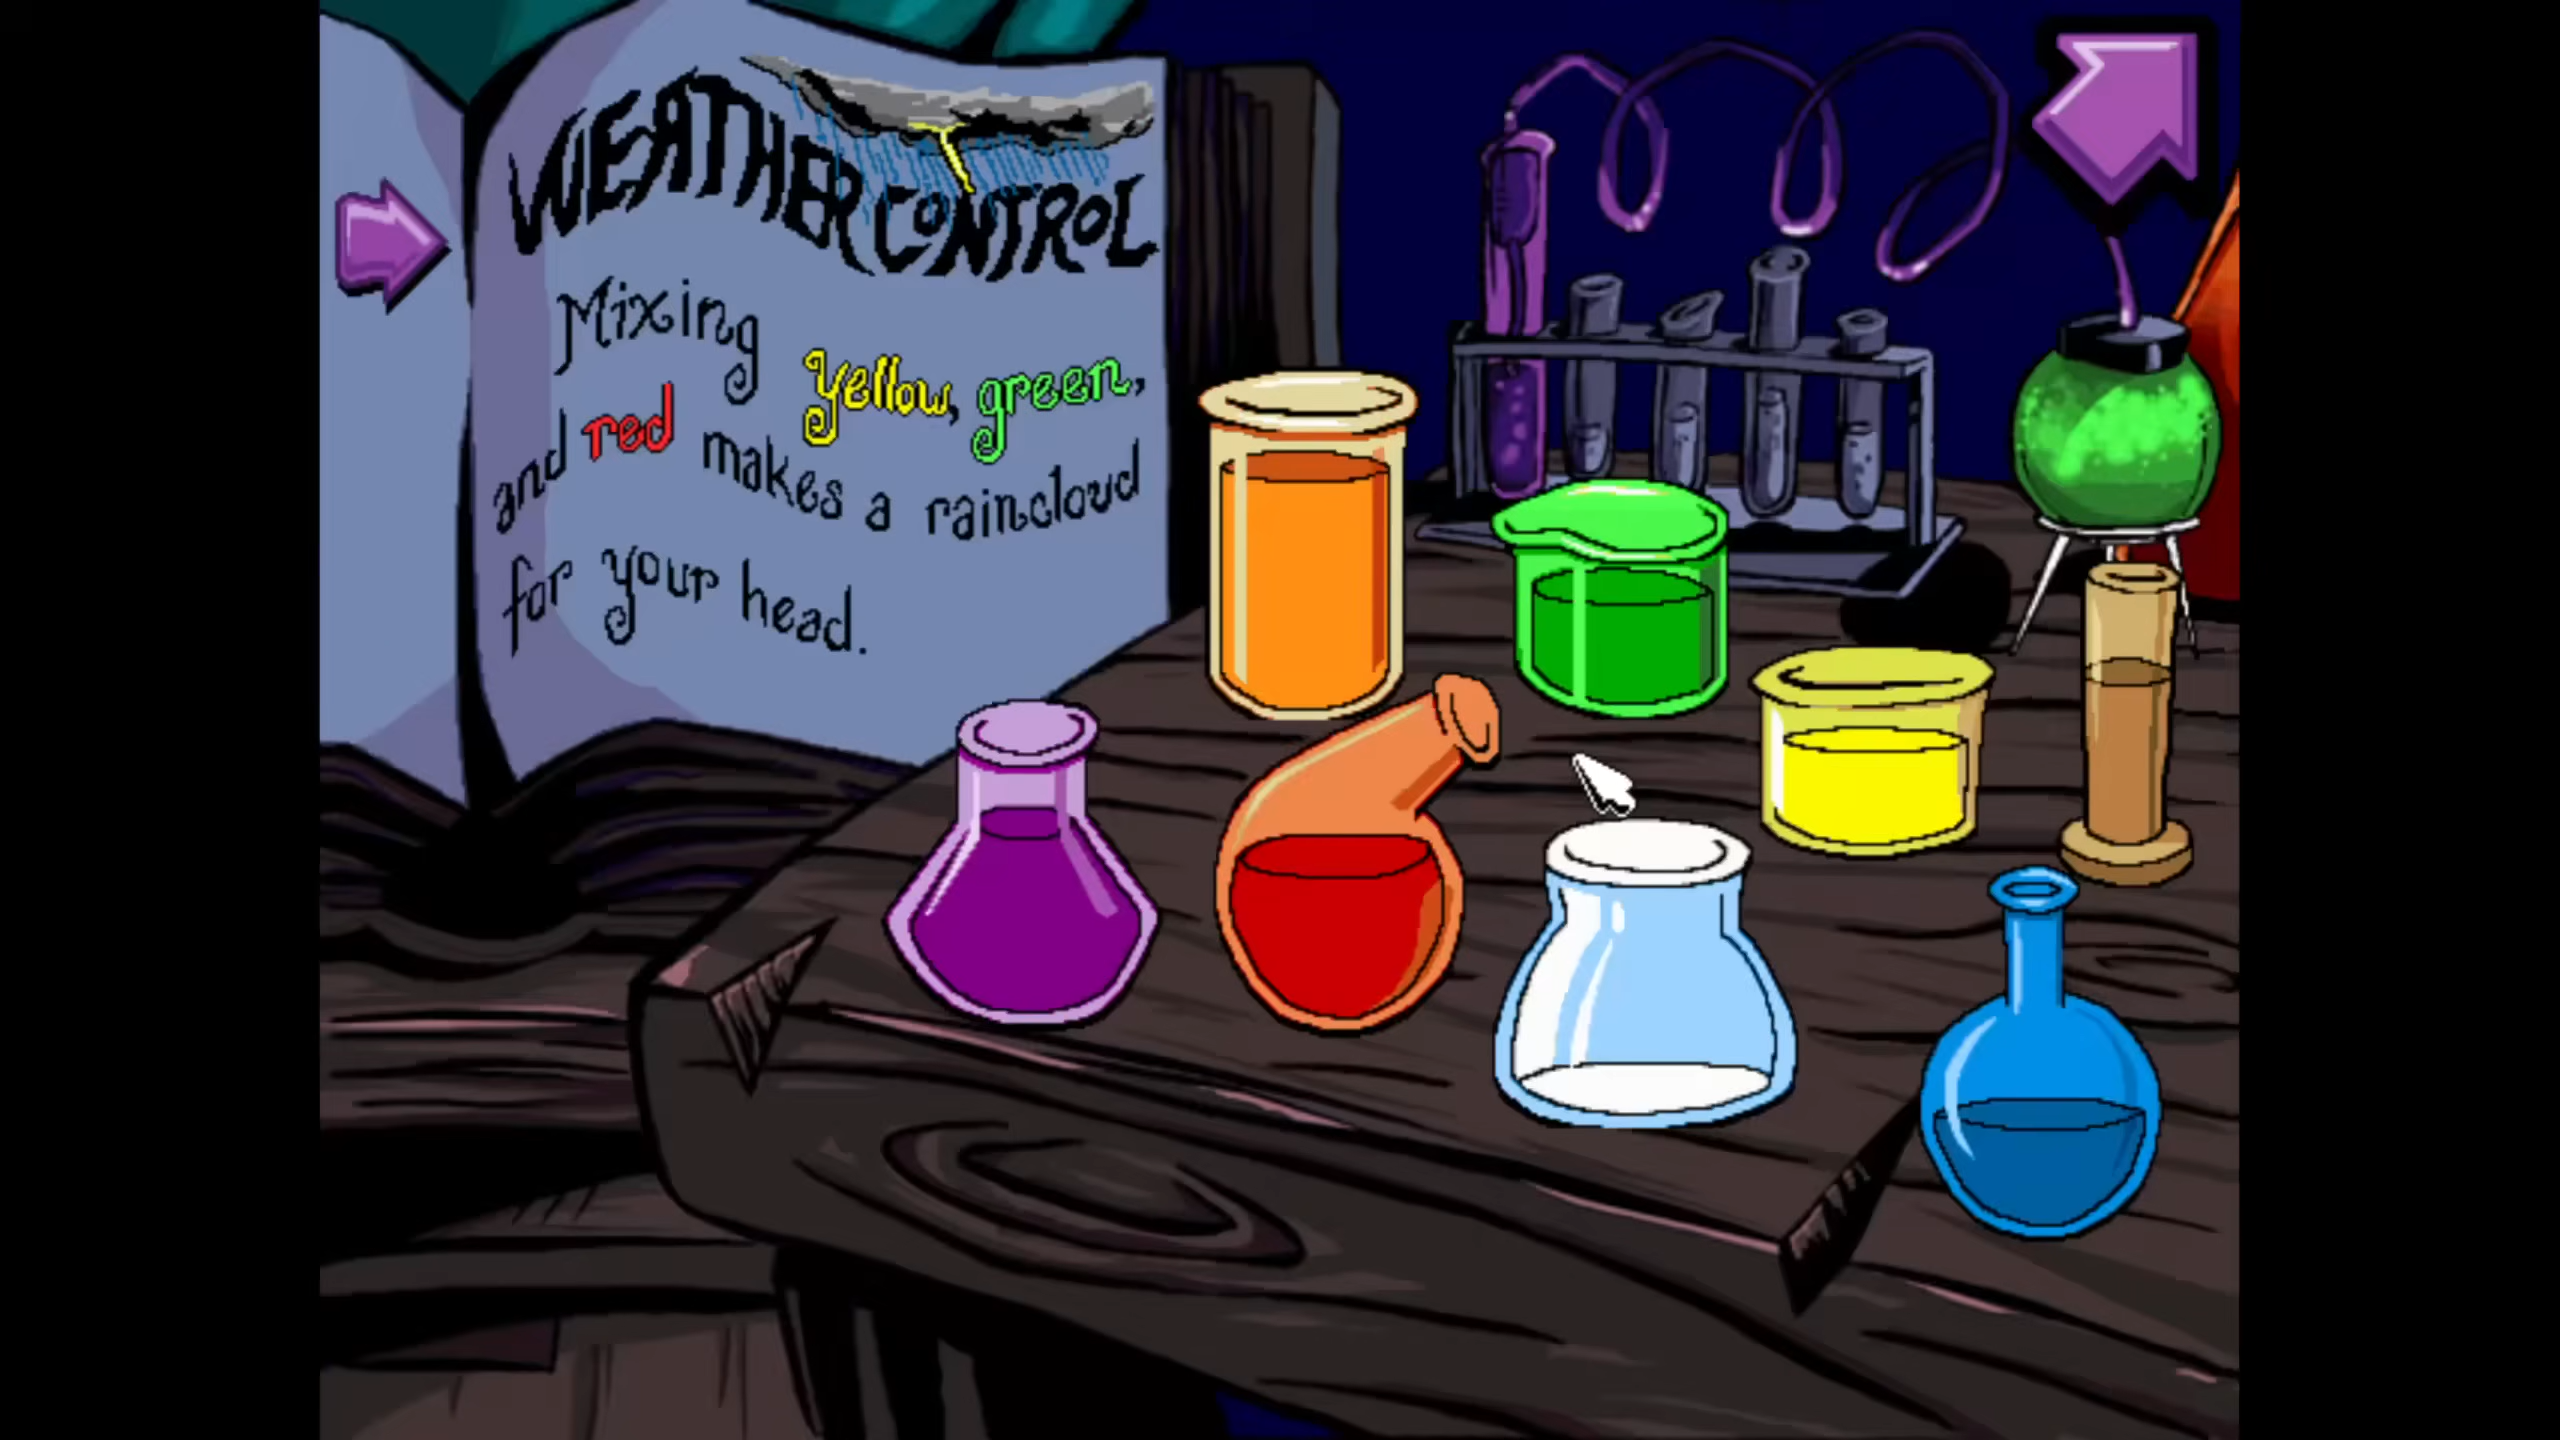 WEATHER CONTROL
Mixing yellow, green,
and red makes a raincloud
for your head.